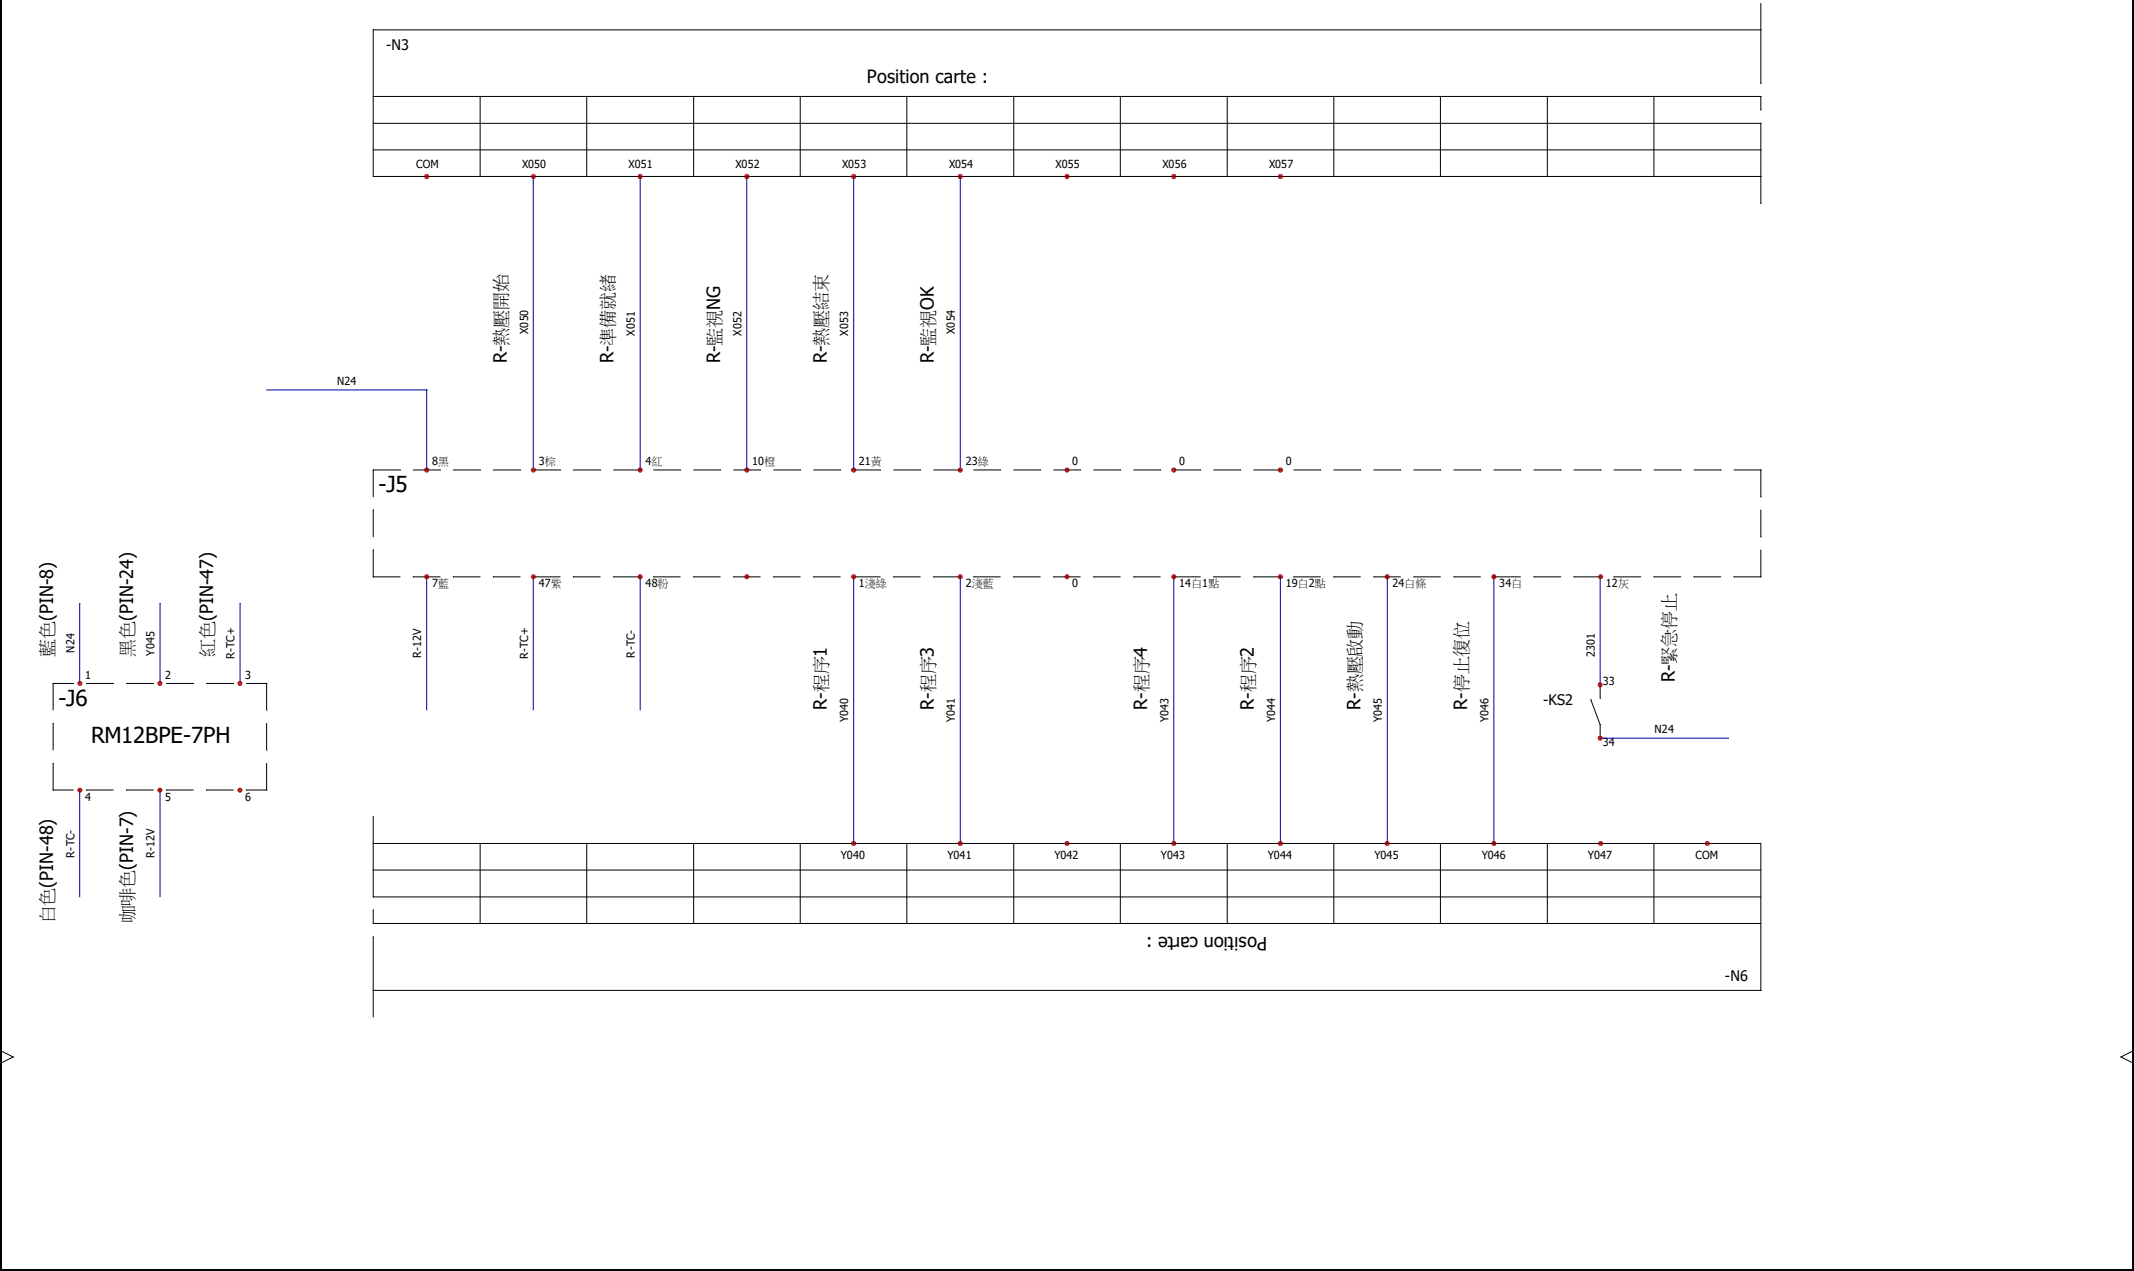 -N3
Position carte :
COM X050 X051 X052 X053 X054 X055 X056 X057
R-熱壓開始
X050
R-準備就緒
X051
R-監視NG
X052
R-熱壓結束
X053
R-監視OK
X054
N24
8黑 3棕 4紅 10橙 21黃 23綠 0 0 0
-J5
7藍 47紫 48粉 1淺綠 2淺藍 0 14白1點 19白2點 24白條 34白 12灰
R-12V
R-TC+
R-TC-
R-程序1
Y040
R-程序3
Y041
R-程序4
Y043
R-程序2
Y044
R-熱壓啟動
Y045
R-停止復位
Y046
2301
R-緊急停止
33
-KS2
34
N24
藍色(PIN-8)
N24
黑色(PIN-24)
Y045
紅色(PIN-47)
R-TC+
1 2 3
-J6
RM12BPE-7PH
4 5 6
白色(PIN-48)
R-TC-
咖啡色(PIN-7)
R-12V
Y040 Y041 Y042 Y043 Y044 Y045 Y046 Y047 COM
Position carte :
-N6